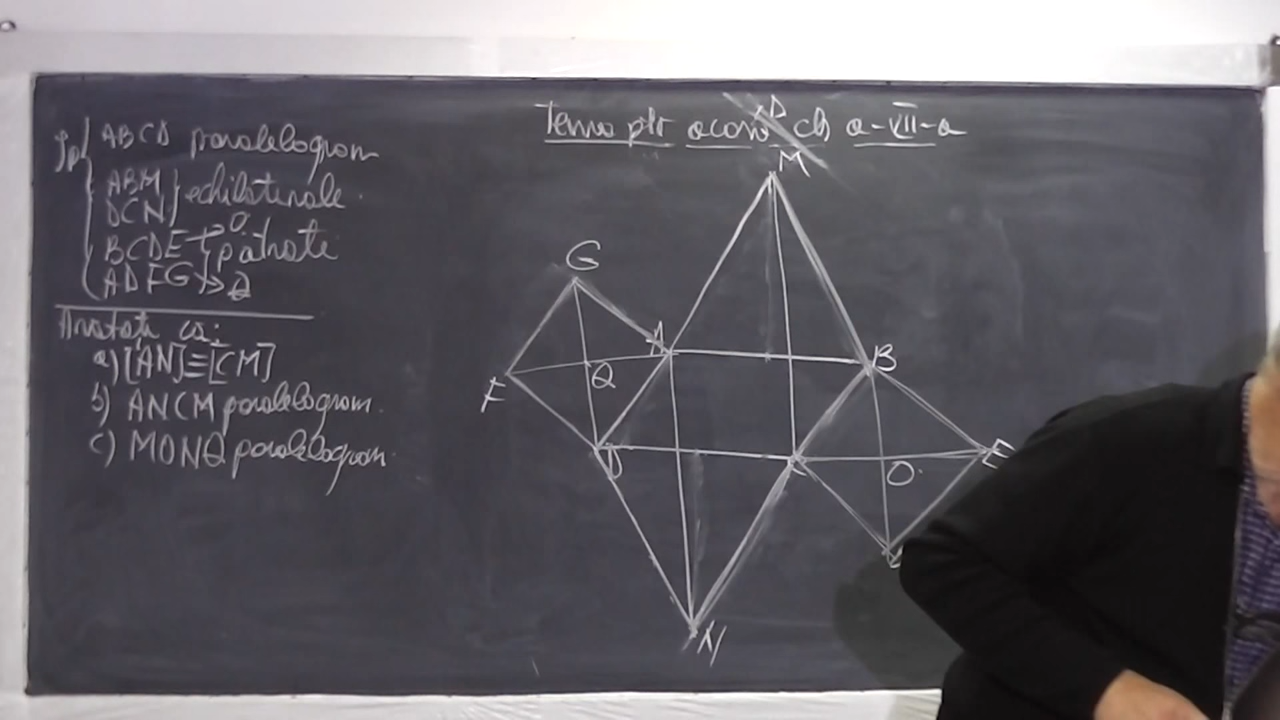 Tema ptr acasă cls a-VII-a
Ip ABCD paralelogram
ABM
DCN } echilaterale
BCDE → O
ADFG → Q } pătrate
Arătați că:
a) [AN]≡[CM]
b) ANCM paralelogram.
c) MONQ paralelogram.
M
G
A
B
F
Q
D
C
O
E
N